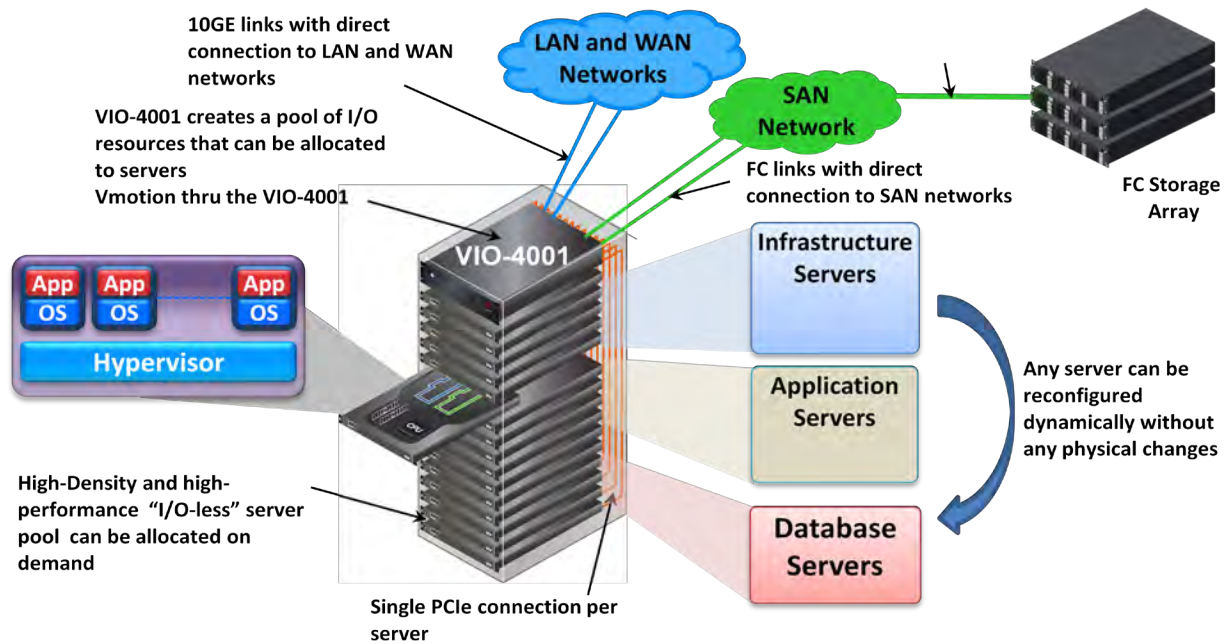 10GE links with direct
connection to LAN and WAN
networks
LAN and WAN
Networks
VIO-4001 creates a pool of I/O
resources that can be allocated
to servers
Vmotion thru the VIO-4001
SAN
Network
FC links with direct
connection to SAN networks
FC Storage
Array
VIO-4001
App
OS
App
OS
App
OS
Hypervisor
CPU
Infrastructure
Servers
Application
Servers
Database
Servers
Any server can be
reconfigured
dynamically without
any physical changes
High-Density and high-
performance “I/O-less” server
pool can be allocated on
demand
Single PCIe connection per
server